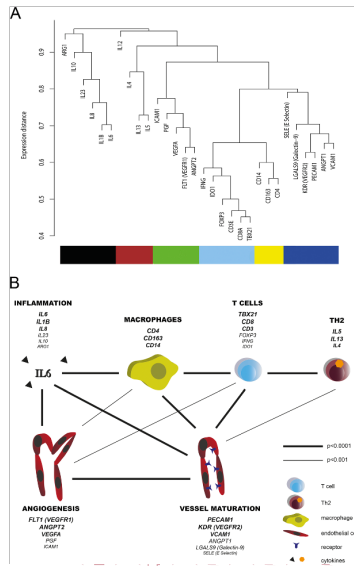 A
Expression distance
0.9
0.8
0.7
0.6
0.5
0.4
ARG1
IL10
IL23
IL8
IL1B
IL6
IL12
IL4
IL13
IL5
ICAM1
PGF
VEGFA
FLT1 (VEGFR1)
ANGPT2
IFNG
IDO1
FOXP3
CD3E
CD8A
TBX21
CD14
CD163
CD4
SELE (E Selectin)
LGALS9 (Galectin-9)
KDR (VEGFR2)
PECAM1
ANGPT1
VCAM1
B
INFLAMMATION
IL6
IL1B
IL8
IL23
IL10
ARG1
MACROPHAGES
CD4
CD163
CD14
T CELLS
TBX21
CD8
CD3
FOXP3
IFNG
IDO1
TH2
IL5
IL13
IL4
IL6
p<0.0001
p<0.001
T cell
Th2
macrophage
endothelial c
receptor
cytokines
ANGIOGENESIS
FLT1 (VEGFR1)
ANGPT2
VEGFA
PGF
ICAM1
VESSEL MATURATION
PECAM1
KDR (VEGFR2)
VCAM1
ANGPT1
LGALS9 (Galectin-9)
SELE (E Selectin)